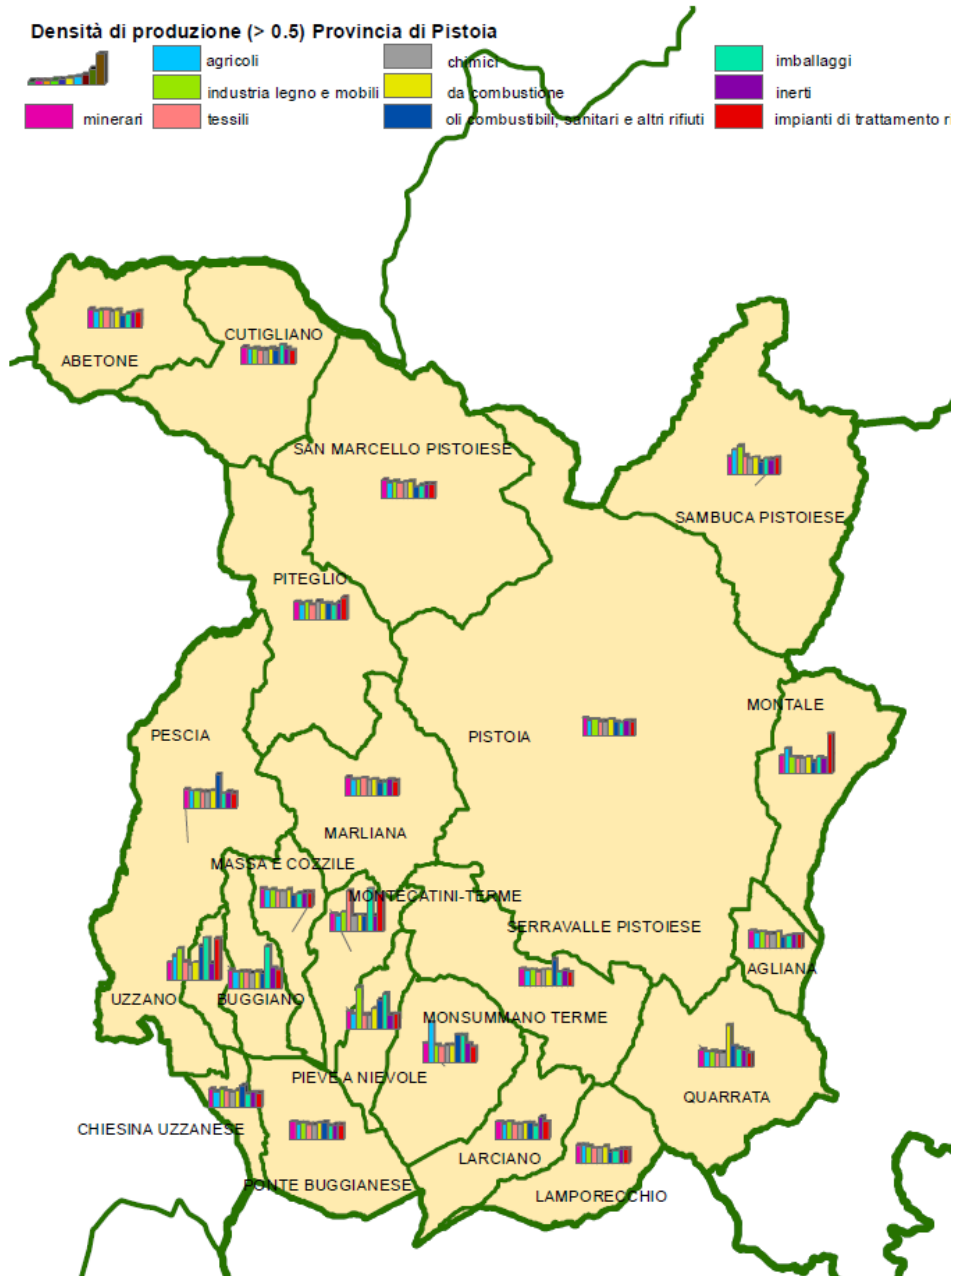 Densità di produzione (> 0.5) Provincia di Pistoia
agricoli
chimici
imballaggi
industria legno e mobili
da combustione
inerti
minerari
tessili
oli combustibili, sanitari e altri rifiuti
impianti di trattamento ri
CUTIGLIANO
ABETONE
SAN MARCELLO PISTOIESE
SAMBUCA PISTOIESE
PITEGLIO
MONTALE
PESCIA
PISTOIA
MARLIANA
MASSA E COZZILE
MONTECATINI-TERME
SERRAVALLE PISTOIESE
AGLIANA
UZZANO
BUGGIANO
MONSUMMANO TERME
PIEVE A NIEVOLE
QUARRATA
CHIESINA UZZANESE
LARCIANO
PONTE BUGGIANESE
LAMPORECCHIO